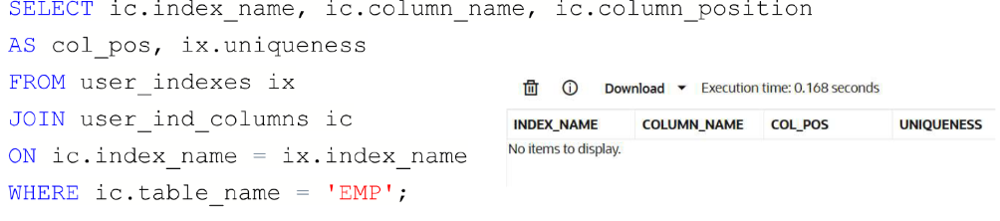 SELECT ic.index_name, ic.column_name, ic.column_position
AS col_pos, ix.uniqueness
FROM user_indexes ix
JOIN user_ind_columns ic
ON ic.index_name = ix.index_name
WHERE ic.table_name = 'EMP';
Download Execution time: 0.168 seconds
INDEX_NAME COLUMN_NAME COL_POS UNIQUENESS
No items to display.